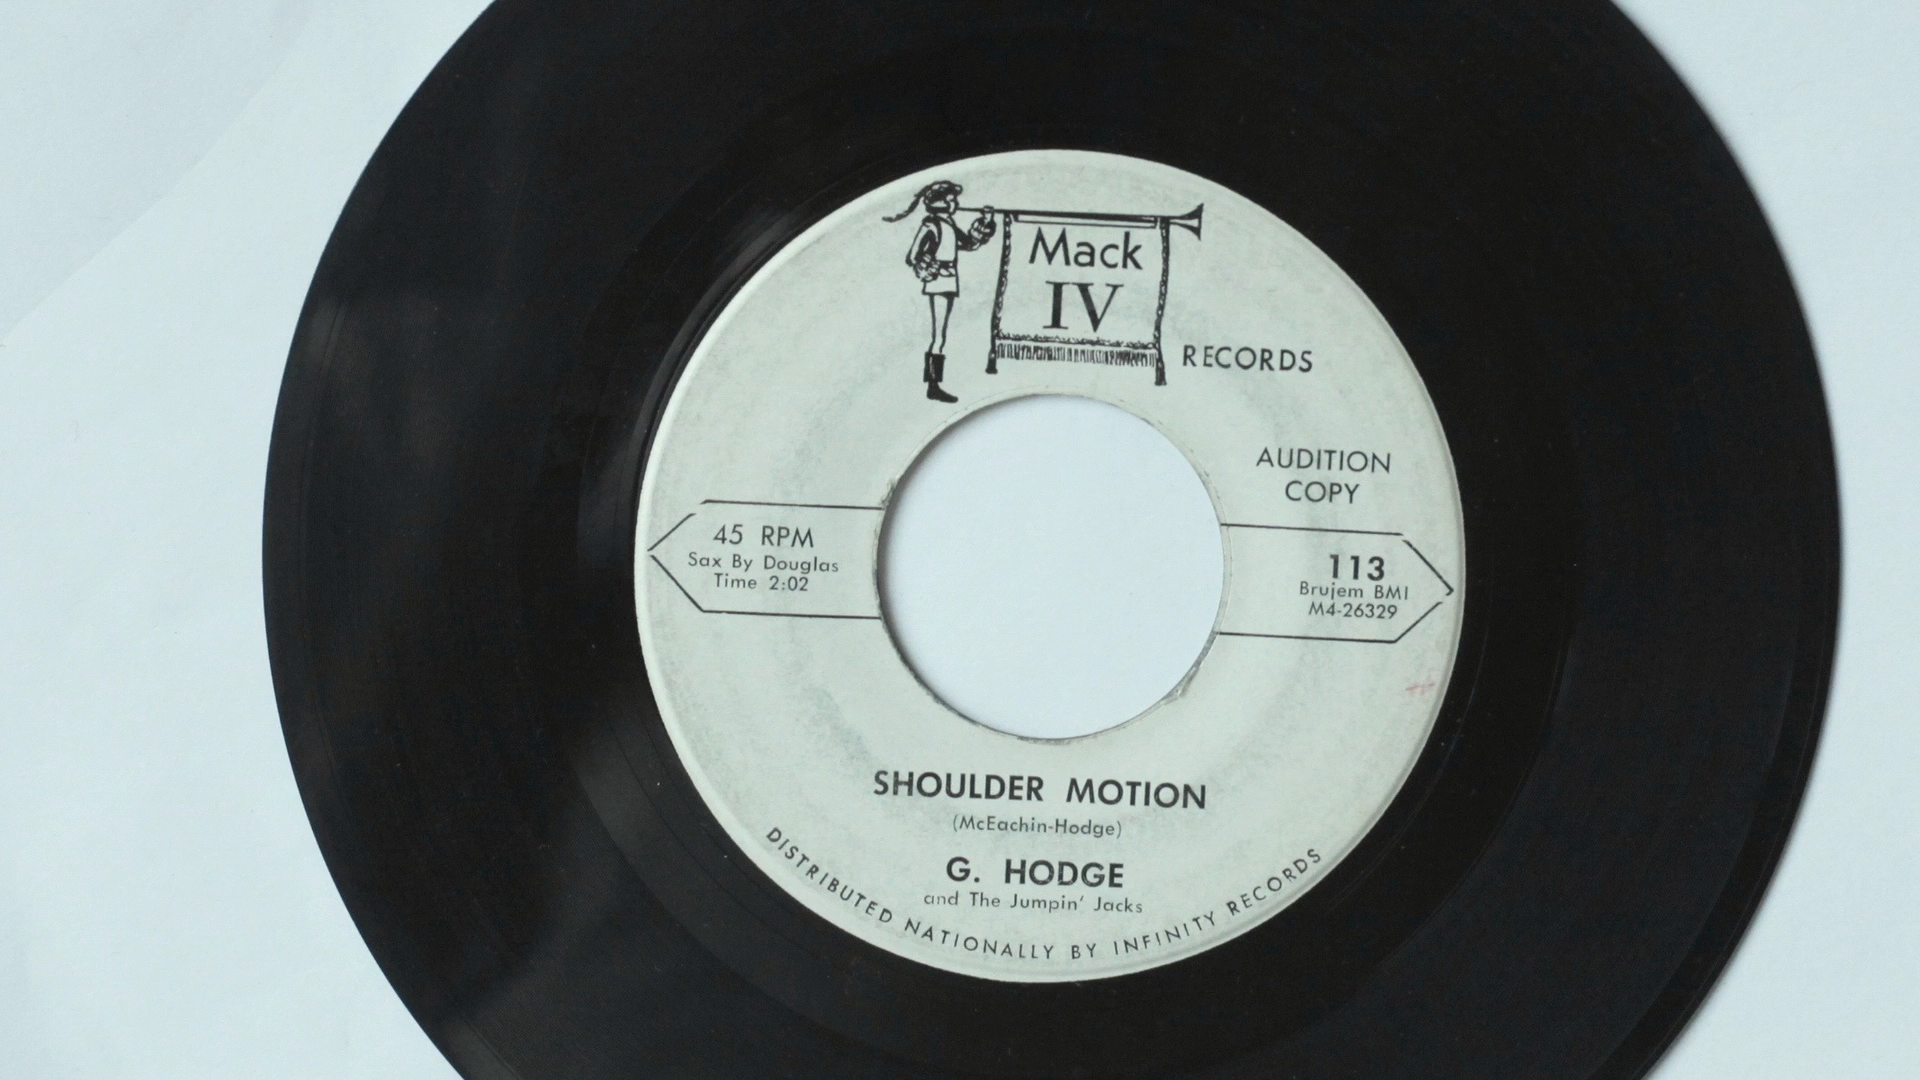 Mack
IV
RECORDS
AUDITION
COPY
45 RPM
Sax By Douglas
Time 2:02
113
Brujem BMI
M4-26329
SHOULDER MOTION
(McEachin-Hodge)
G. HODGE
and The Jumpin' Jacks
DISTRIBUTED NATIONALLY BY INFINITY RECORDS